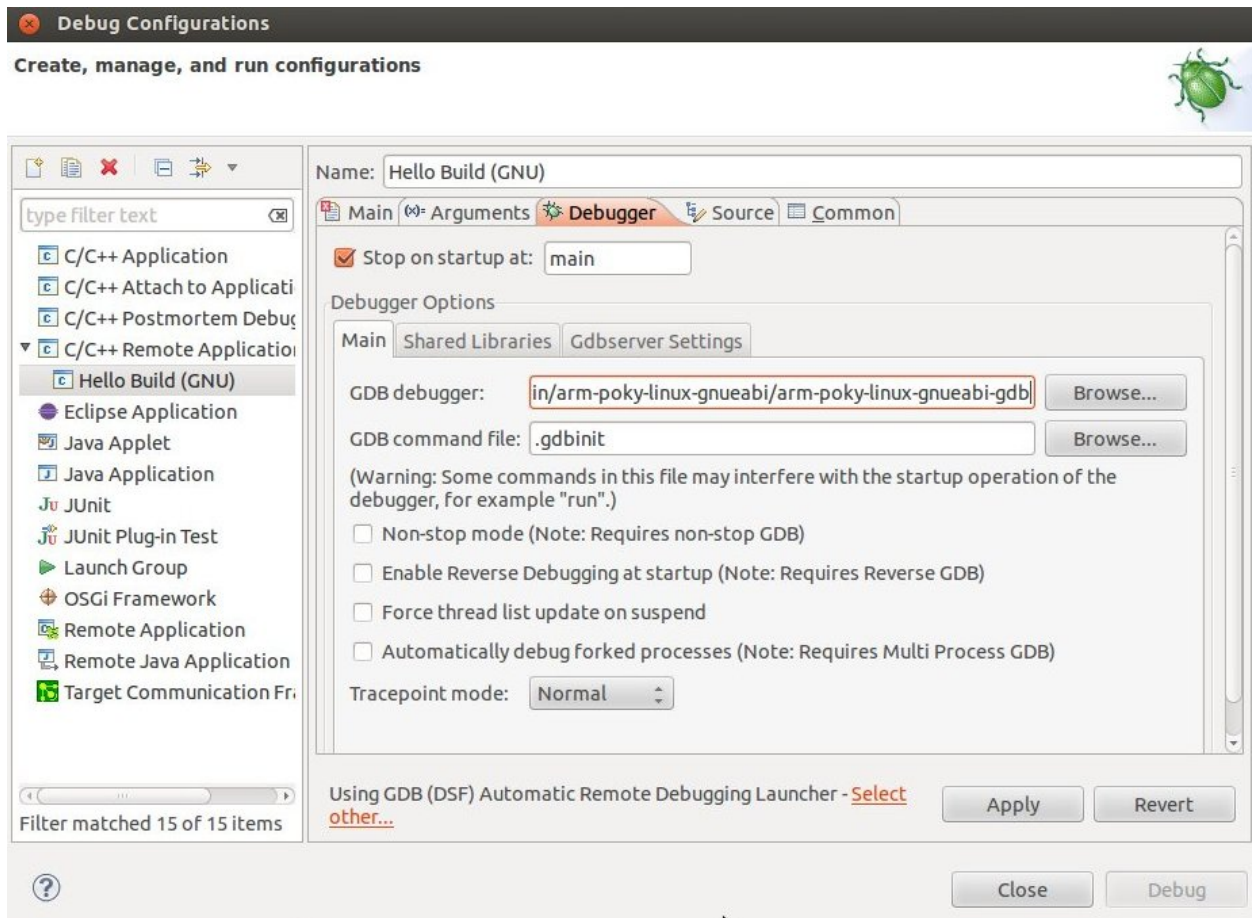 Debug Configurations
Create, manage, and run configurations
Name: Hello Build (GNU)
type filter text
C/C++ Application
C/C++ Attach to Applicati
C/C++ Postmortem Debug
C/C++ Remote Application
Hello Build (GNU)
Eclipse Application
Java Applet
Java Application
JUnit
JUnit Plug-in Test
Launch Group
OSGi Framework
Remote Application
Remote Java Application
Target Communication Fra
Filter matched 15 of 15 items
Main (x)= Arguments Debugger Source Common
Stop on startup at: main
Debugger Options
Main Shared Libraries Gdbserver Settings
GDB debugger: in/arm-poky-linux-gnueabi/arm-poky-linux-gnueabi-gdb Browse...
GDB command file: .gdbinit Browse...
(Warning: Some commands in this file may interfere with the startup operation of the
debugger, for example "run".)
Non-stop mode (Note: Requires non-stop GDB)
Enable Reverse Debugging at startup (Note: Requires Reverse GDB)
Force thread list update on suspend
Automatically debug forked processes (Note: Requires Multi Process GDB)
Tracepoint mode: Normal
Using GDB (DSF) Automatic Remote Debugging Launcher - Select
other...
Apply Revert
Close Debug